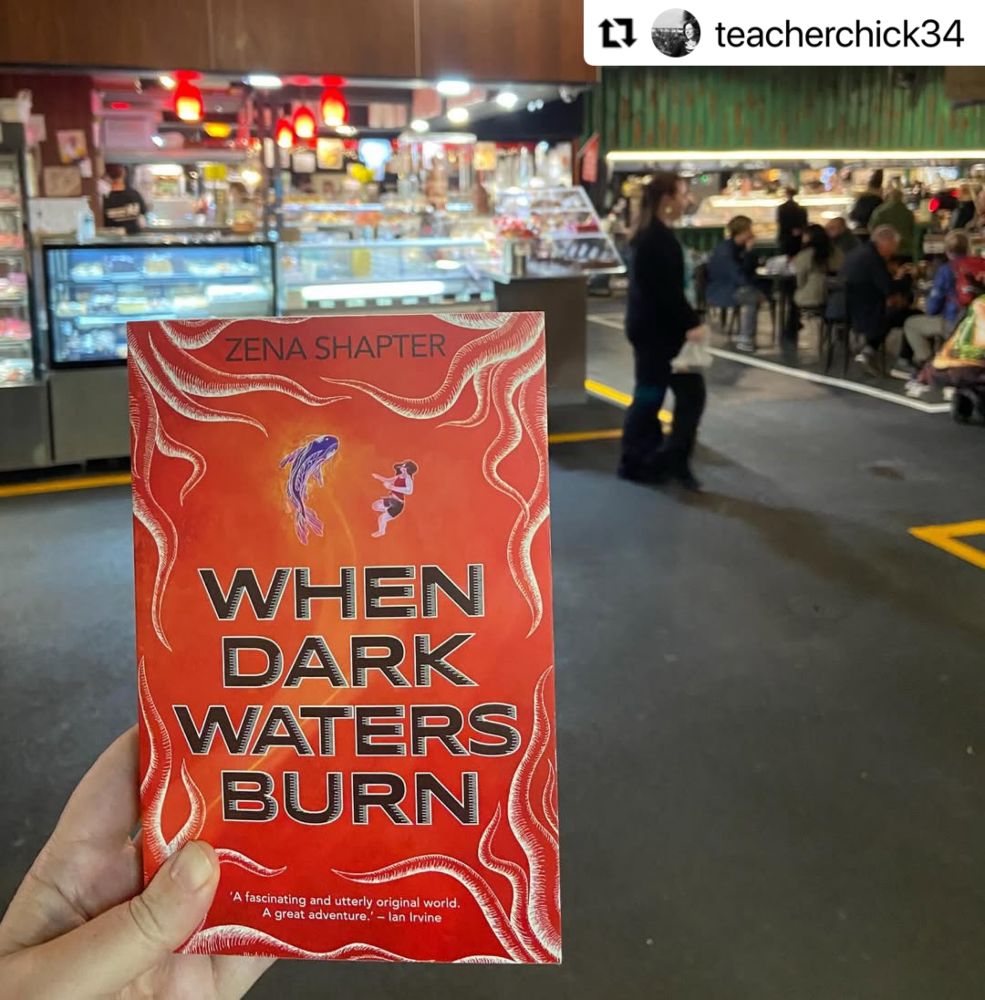 teacherchick34
ZENA SHAPTER
WHEN
DARK
WATERS
BURN
‘A fascinating and utterly original world.
A great adventure.’ – Ian Irvine